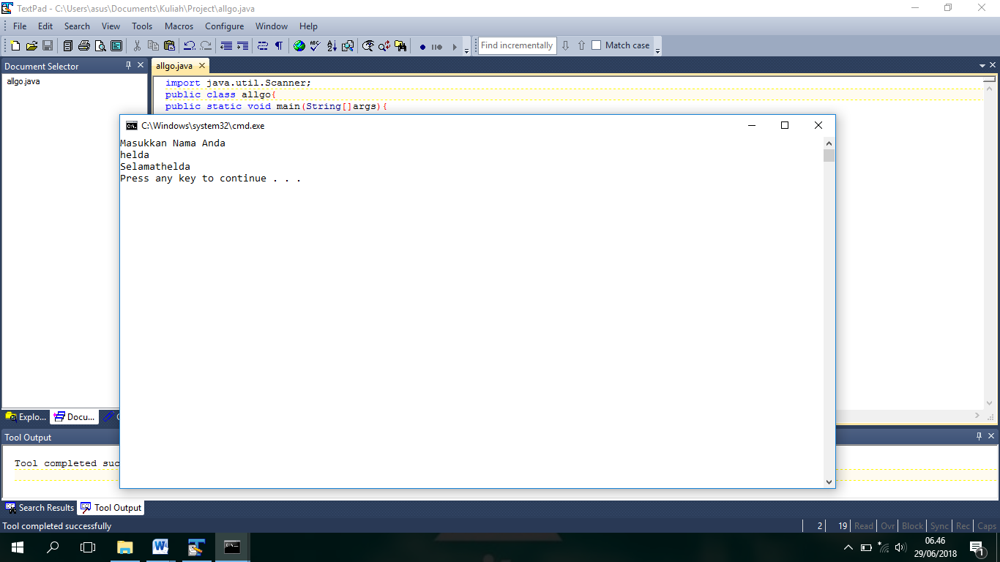 TextPad - C:\Users\asus\Documents\Kuliah\Project\allgo.java
File Edit Search View Tools Macros Configure Window Help
Find incrementally Match case
Document Selector
allgo.java
allgo.java
import java.util.Scanner;
public class allgo{
public static void main(String[]args){
C:\Windows\system32\cmd.exe
Masukkan Nama Anda
helda
Selamathelda
Press any key to continue . . .
Explo... Docu...
Tool Output
Tool completed suc
Search Results Tool Output
Tool completed successfully
2 19 Read Ovr Block Sync Rec Caps
06.46
29/06/2018
1